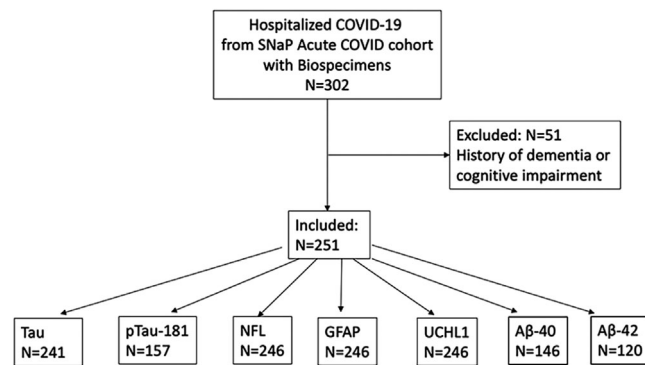 Hospitalized COVID-19
from SNaP Acute COVID cohort
with Biospecimens
N=302
Excluded: N=51
History of dementia or
cognitive impairment
Included:
N=251
Tau
N=241
pTau-181
N=157
NFL
N=246
GFAP
N=246
UCHL1
N=246
Aβ-40
N=146
Aβ-42
N=120